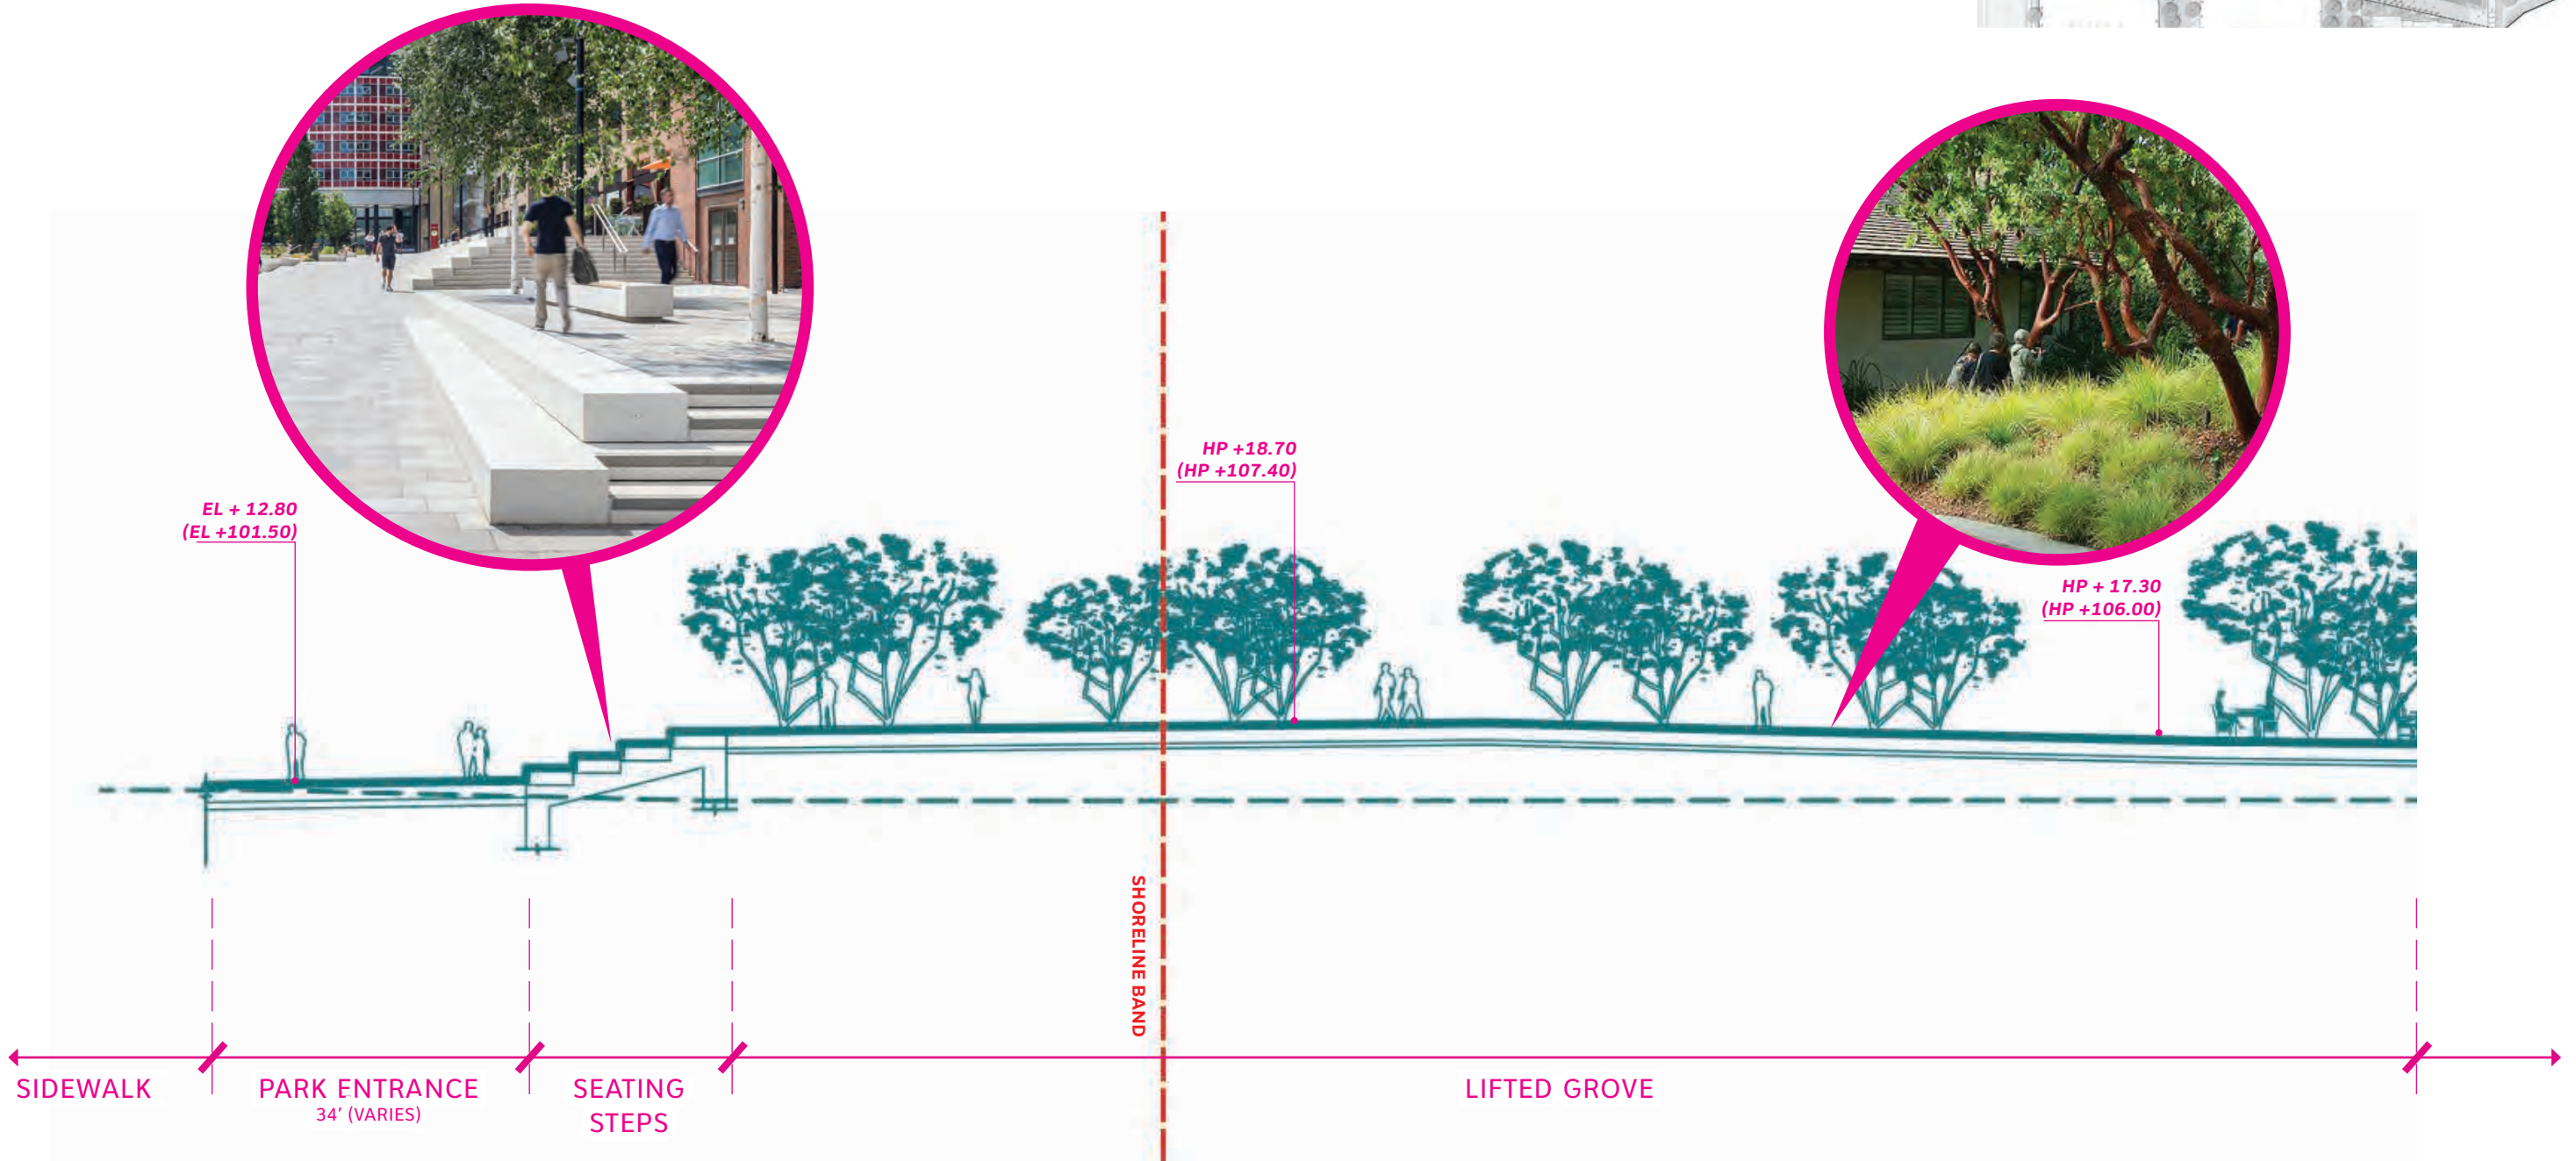 HP +18.70
(HP +107.40)
EL + 12.80
(EL +101.50)
HP + 17.30
(HP +106.00)
SHORELINE BAND
SIDEWALK
PARK ENTRANCE
34' (VARIES)
SEATING
STEPS
LIFTED GROVE